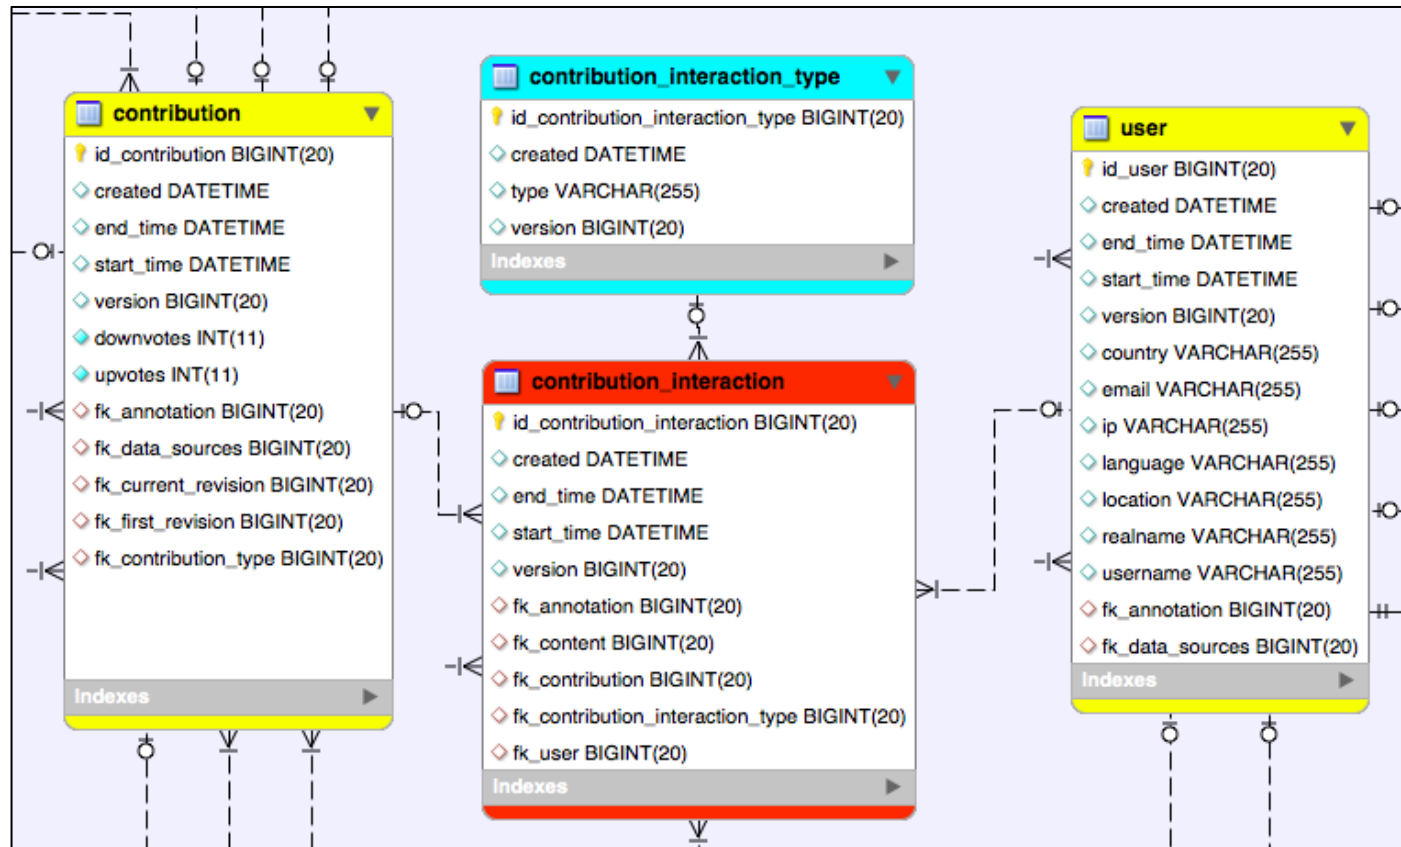 contribution
id_contribution BIGINT(20)
created DATETIME
end_time DATETIME
start_time DATETIME
version BIGINT(20)
downvotes INT(11)
upvotes INT(11)
fk_annotation BIGINT(20)
fk_data_sources BIGINT(20)
fk_current_revision BIGINT(20)
fk_first_revision BIGINT(20)
fk_contribution_type BIGINT(20)
Indexes
contribution_interaction_type
id_contribution_interaction_type BIGINT(20)
created DATETIME
type VARCHAR(255)
version BIGINT(20)
Indexes
contribution_interaction
id_contribution_interaction BIGINT(20)
created DATETIME
end_time DATETIME
start_time DATETIME
version BIGINT(20)
fk_annotation BIGINT(20)
fk_content BIGINT(20)
fk_contribution BIGINT(20)
fk_contribution_interaction_type BIGINT(20)
fk_user BIGINT(20)
Indexes
user
id_user BIGINT(20)
created DATETIME
end_time DATETIME
start_time DATETIME
version BIGINT(20)
country VARCHAR(255)
email VARCHAR(255)
ip VARCHAR(255)
language VARCHAR(255)
location VARCHAR(255)
realname VARCHAR(255)
username VARCHAR(255)
fk_annotation BIGINT(20)
fk_data_sources BIGINT(20)
Indexes